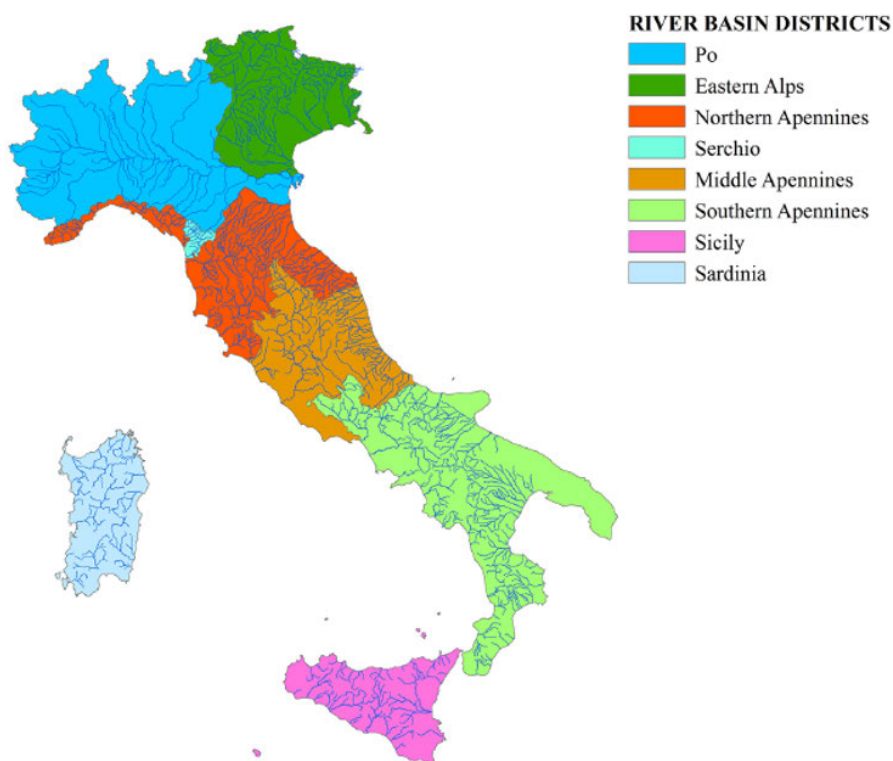 RIVER BASIN DISTRICTS
Po
Eastern Alps
Northern Apennines
Serchio
Middle Apennines
Southern Apennines
Sicily
Sardinia